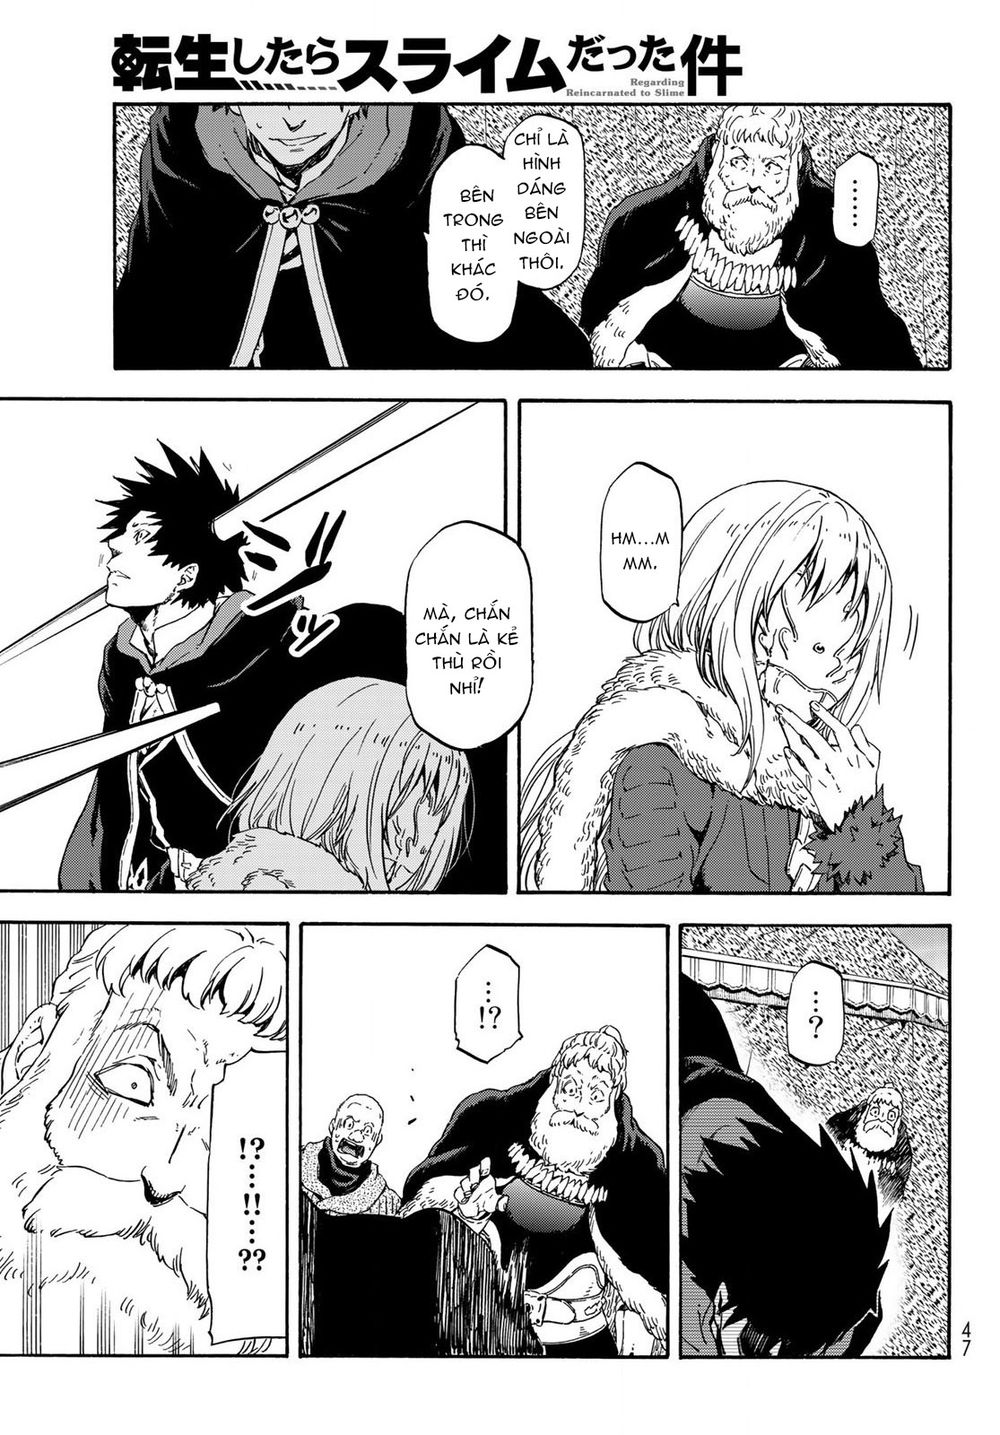 転生したらスライムだった件
Regarding
Reincarnated to Slime
………
CHỈ LÀ
HÌNH
DÁNG
BÊN
NGOÀI
THÔI.
BÊN
TRONG
THÌ
KHÁC
ĐÓ.
HM...M
MM.
MÀ, CHẮN
CHẮN LÀ KẺ
THÙ RỒI
NHỈ!
ッ
…?
…!?
!?…!!…??
47